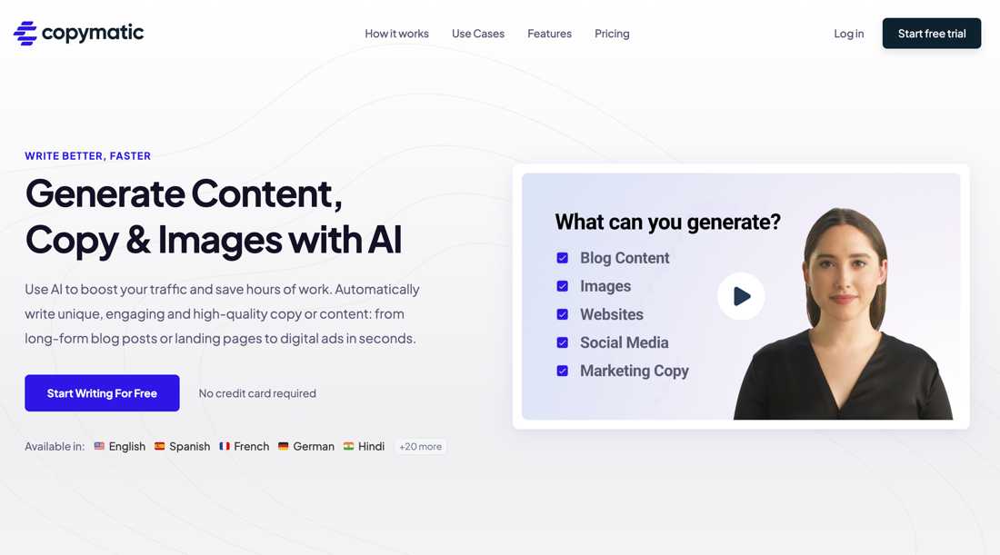 copymatic
How it works
Use Cases
Features
Pricing
Log in
Start free trial
WRITE BETTER, FASTER
Generate Content,
Copy & Images with AI
Use AI to boost your traffic and save hours of work. Automatically
write unique, engaging and high-quality copy or content: from
long-form blog posts or landing pages to digital ads in seconds.
Start Writing For Free
No credit card required
Available in: English Spanish French German Hindi +20 more
What can you generate?
Blog Content
Images
Websites
Social Media
Marketing Copy